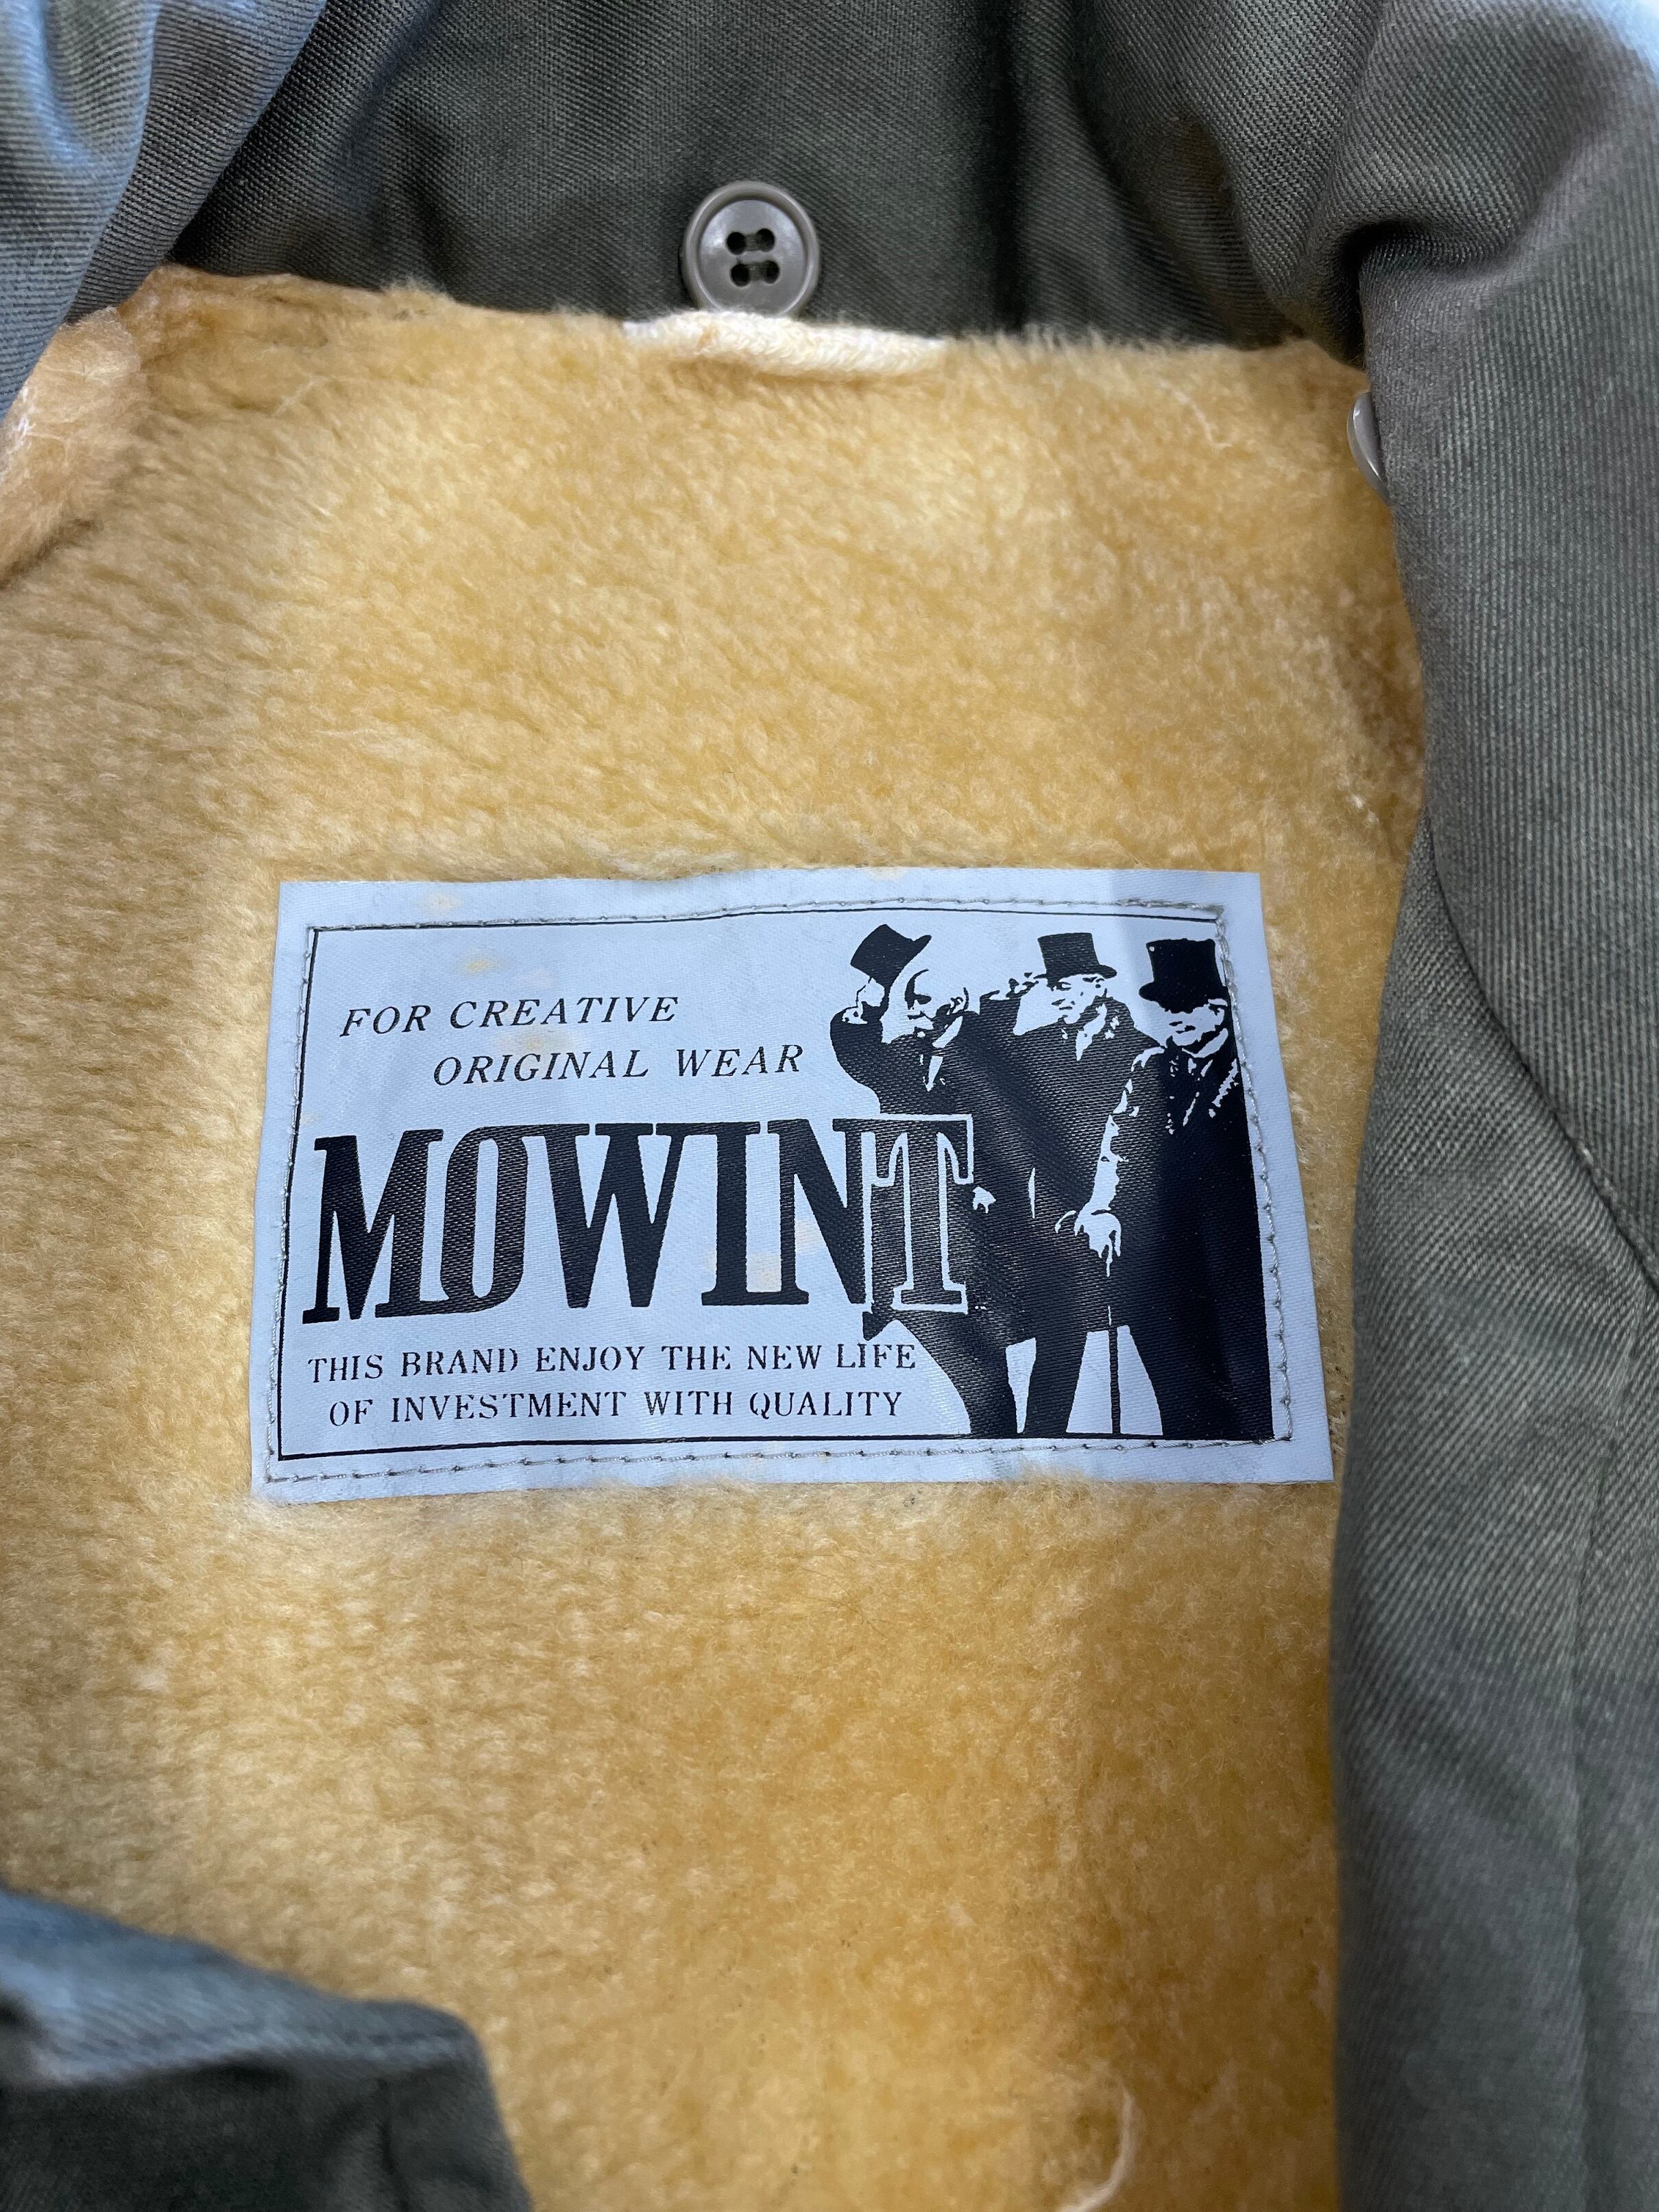 FOR CREATIVE
ORIGINAL WEAR
MOWINT
THIS BRAND ENJOY THE NEW LIFE
OF INVESTMENT WITH QUALITY